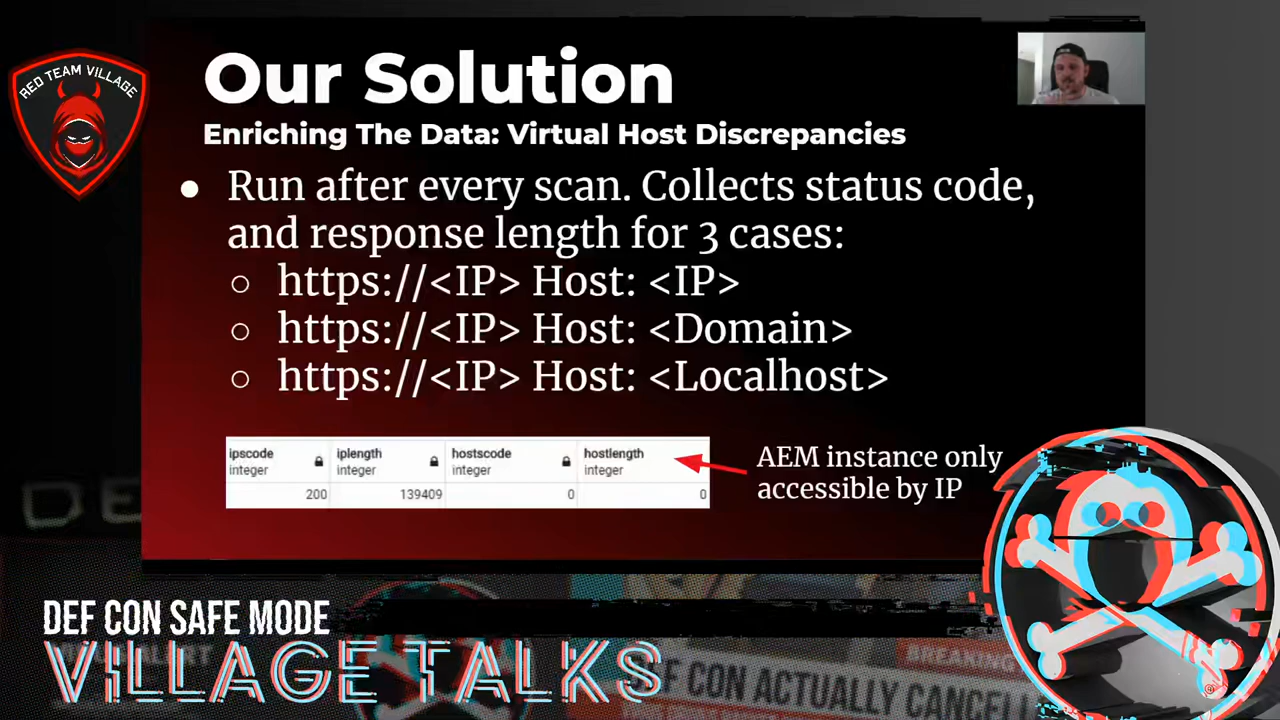 RED TEAM VILLAGE
Our Solution
Enriching The Data: Virtual Host Discrepancies
● Run after every scan. Collects status code,
and response length for 3 cases:
○ https://<IP> Host: <IP>
○ https://<IP> Host: <Domain>
○ https://<IP> Host: <Localhost>
ipscode iplength hostscode hostlength
integer integer integer integer
200 139409 0 0
AEM instance only
accessible by IP
DEF CON SAFE MODE
VILLAGE TALKS
BREAKING
DEF CON ACTUALLY CANCELL